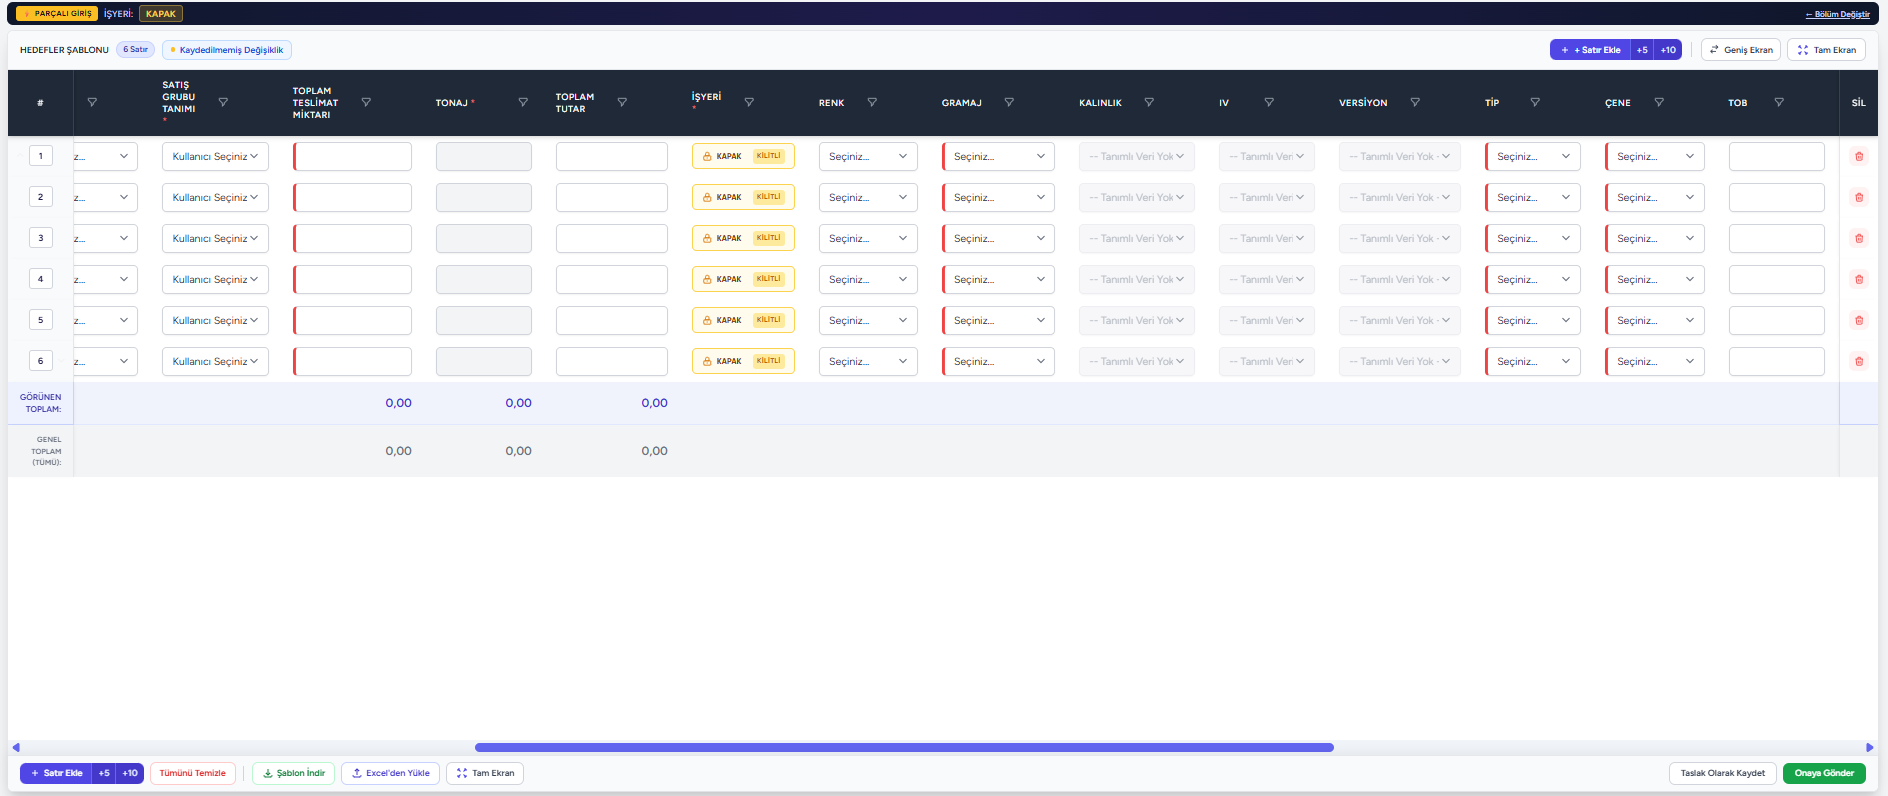 PARÇALI GİRİŞ İŞYERİ: KAPAK ← Bölüm Değiştir
HEDEFLER ŞABLONU 6 Satır Kaydedilmemiş Değişiklik + Satır Ekle +5 +10 Geniş Ekran Tam Ekran
# SATIŞ GRUBU TANIMI * TOPLAM TESLİMAT MİKTARI TONAJ * TOPLAM TUTAR İŞYERİ * RENK GRAMAJ KALINLIK IV VERSİYON TİP ÇENE TOB SİL
1 z... Kullanıcı Seçiniz KAPAK KİLİTLİ Seçiniz... Seçiniz... -- Tanımlı Veri Yok -- Tanımlı Veri -- Tanımlı Veri Yok - Seçiniz... Seçiniz...
2 z... Kullanıcı Seçiniz KAPAK KİLİTLİ Seçiniz... Seçiniz... -- Tanımlı Veri Yok -- Tanımlı Veri -- Tanımlı Veri Yok - Seçiniz... Seçiniz...
3 z... Kullanıcı Seçiniz KAPAK KİLİTLİ Seçiniz... Seçiniz... -- Tanımlı Veri Yok -- Tanımlı Veri -- Tanımlı Veri Yok - Seçiniz... Seçiniz...
4 z... Kullanıcı Seçiniz KAPAK KİLİTLİ Seçiniz... Seçiniz... -- Tanımlı Veri Yok -- Tanımlı Veri -- Tanımlı Veri Yok - Seçiniz... Seçiniz...
5 z... Kullanıcı Seçiniz KAPAK KİLİTLİ Seçiniz... Seçiniz... -- Tanımlı Veri Yok -- Tanımlı Veri -- Tanımlı Veri Yok - Seçiniz... Seçiniz...
6 z... Kullanıcı Seçiniz KAPAK KİLİTLİ Seçiniz... Seçiniz... -- Tanımlı Veri Yok -- Tanımlı Veri -- Tanımlı Veri Yok - Seçiniz... Seçiniz...
GÖRÜNEN TOPLAM: 0,00 0,00 0,00
GENEL TOPLAM (TÜMÜ): 0,00 0,00 0,00
Satır Ekle +5 +10 Tümünü Temizle Şablon İndir Excel'den Yükle Tam Ekran Taslak Olarak Kaydet Onaya Gönder